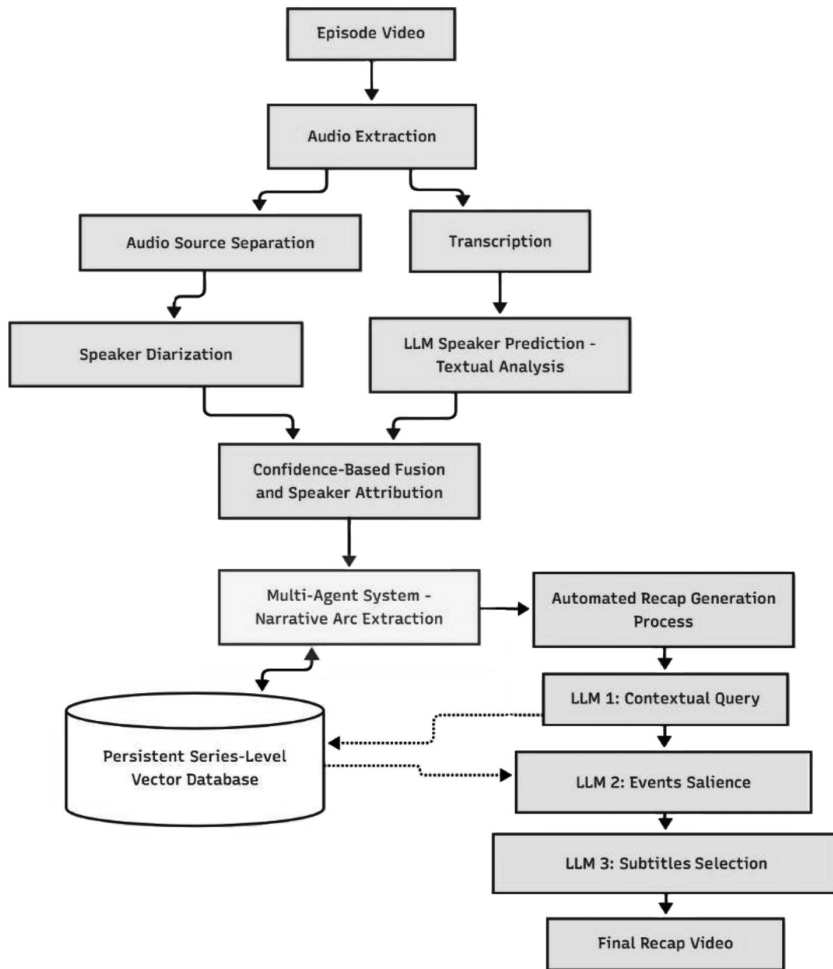 Episode Video
Audio Extraction
Audio Source Separation
Transcription
Speaker Diarization
LLM Speaker Prediction -
Textual Analysis
Confidence-Based Fusion
and Speaker Attribution
Multi-Agent System -
Narrative Arc Extraction
Automated Recap Generation
Process
LLM 1: Contextual Query
Persistent Series-Level
Vector Database
LLM 2: Events Salience
LLM 3: Subtitles Selection
Final Recap Video